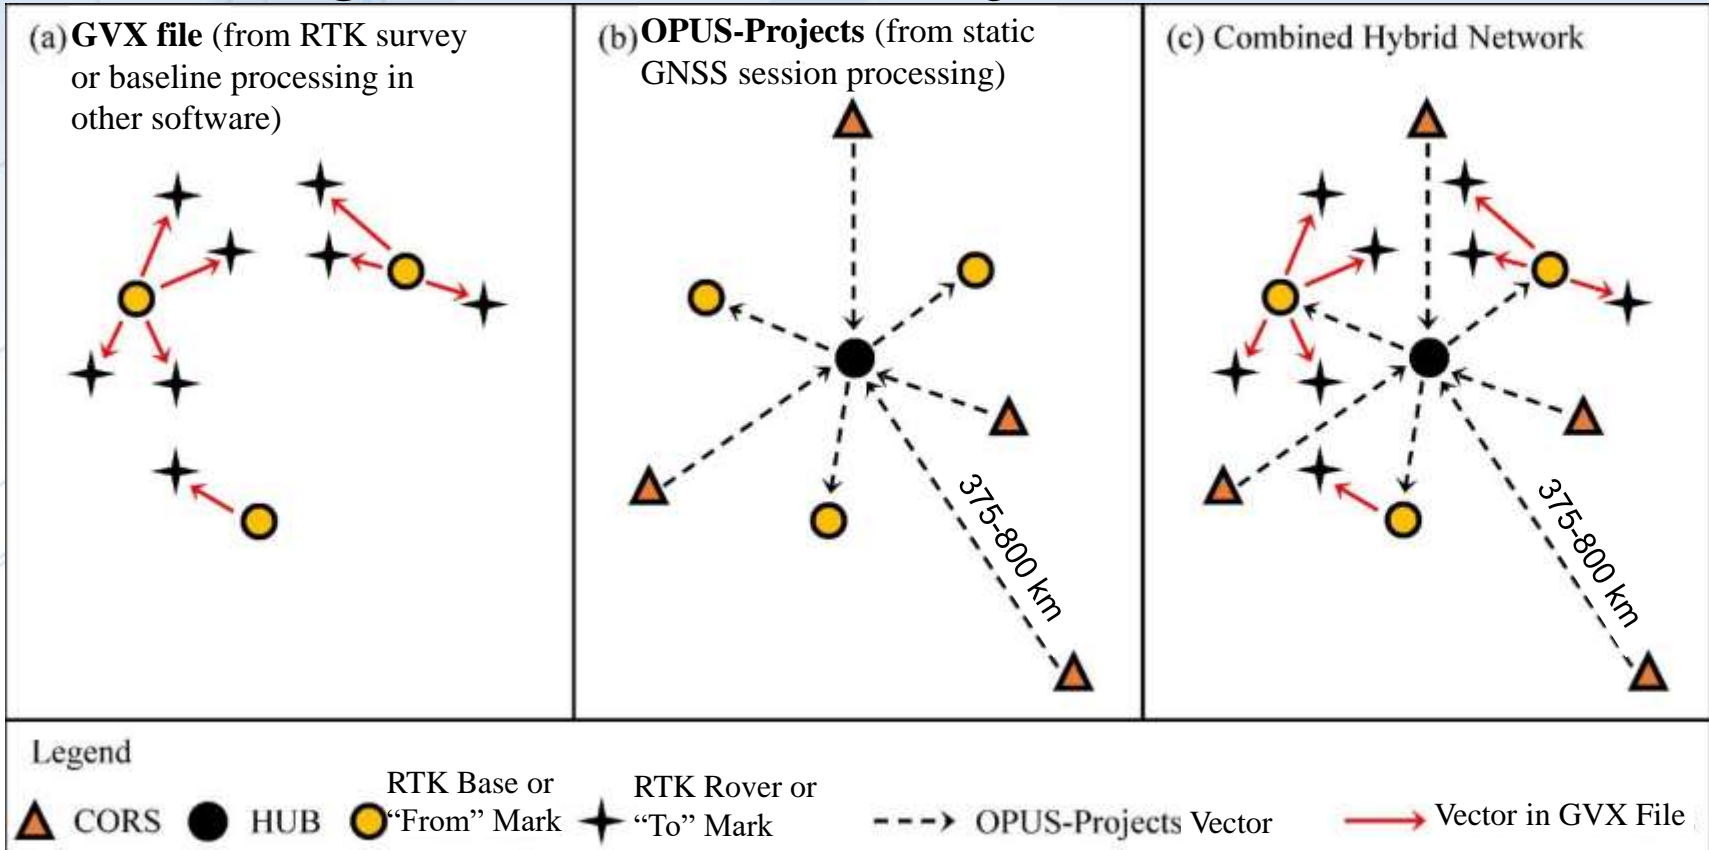 (a) GVX file (from RTK survey
or baseline processing in
other software)
(b) OPUS-Projects (from static
GNSS session processing)
375-800 km
(c) Combined Hybrid Network
375-800 km
Legend
CORS
HUB
RTK Base or
“From” Mark
RTK Rover or
“To” Mark
OPUS-Projects Vector
Vector in GVX File